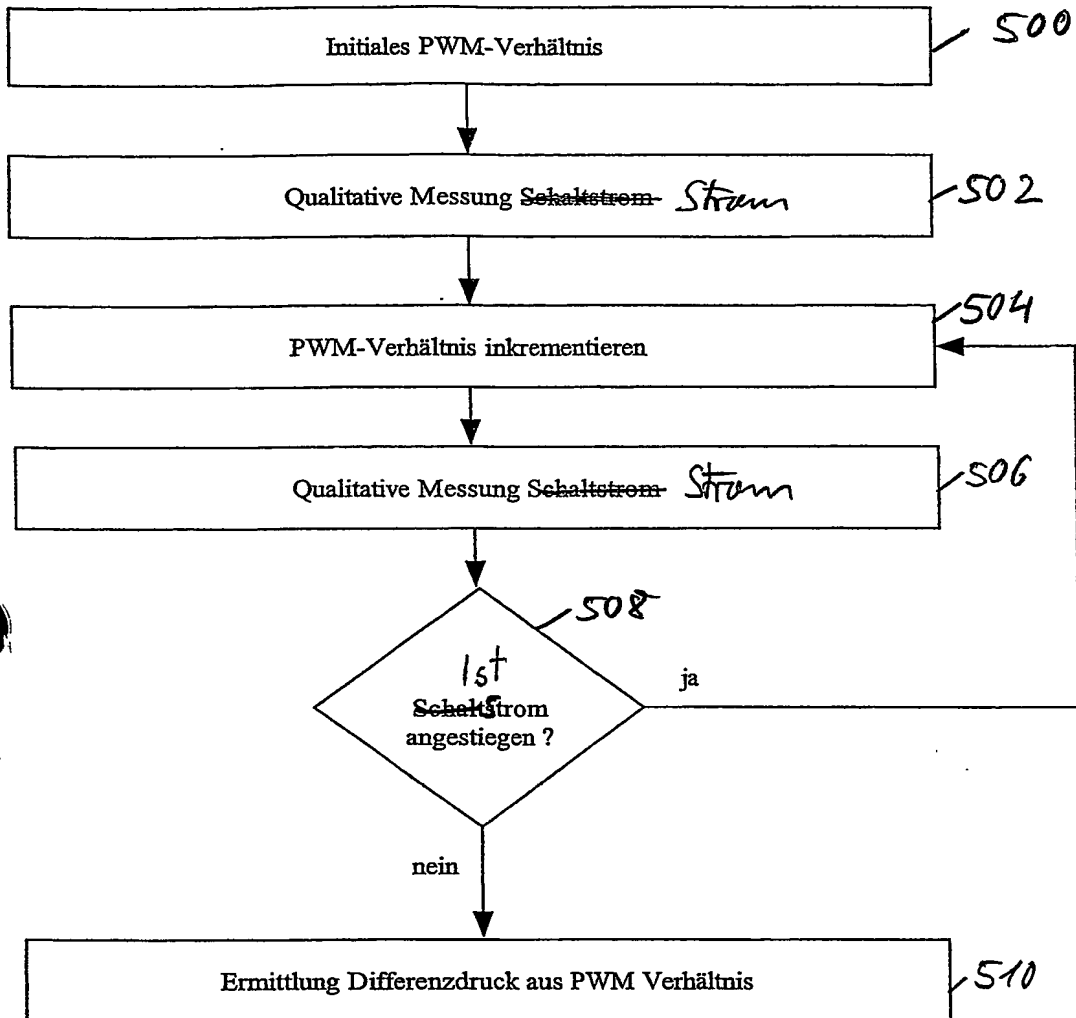 Initiales PWM-Verhältnis 500
Qualitative Messung Schaltstrom Strom 502
PWM-Verhältnis inkrementieren 504
Qualitative Messung Schaltstrom Strom 506
508
Ist
SchaltStrom
angestiegen ?
ja
nein
Ermittlung Differenzdruck aus PWM Verhältnis 510